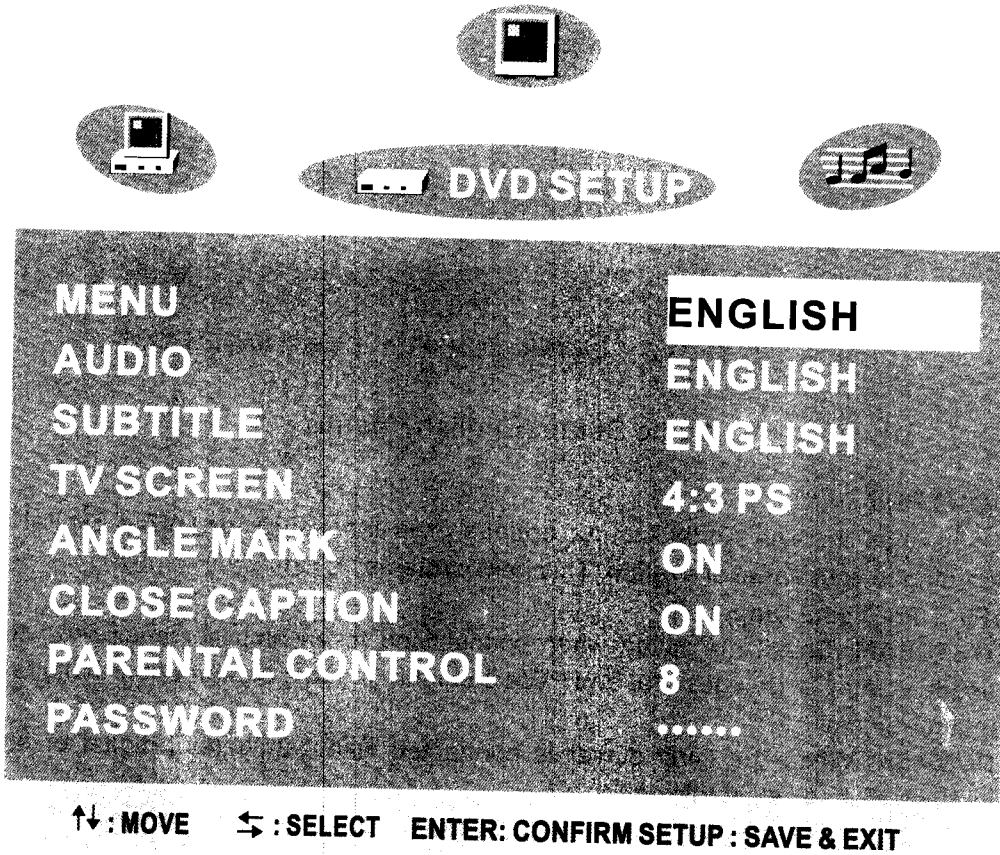 DVD SETUP
MENU ENGLISH
AUDIO ENGLISH
SUBTITLE ENGLISH
TV SCREEN 4:3 PS
ANGLE MARK ON
CLOSE CAPTION ON
PARENTAL CONTROL 8
PASSWORD ......
↑↓ : MOVE ⇆ : SELECT ENTER: CONFIRM SETUP : SAVE & EXIT